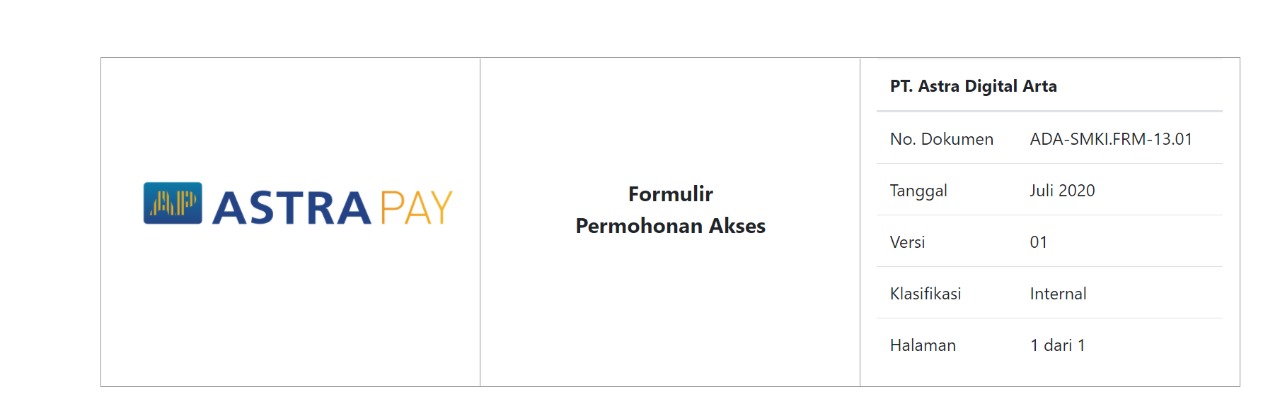 AP ASTRA PAY
Formulir
Permohonan Akses
PT. Astra Digital Arta
No. Dokumen ADA-SMKI.FRM-13.01
Tanggal Juli 2020
Versi 01
Klasifikasi Internal
Halaman 1 dari 1